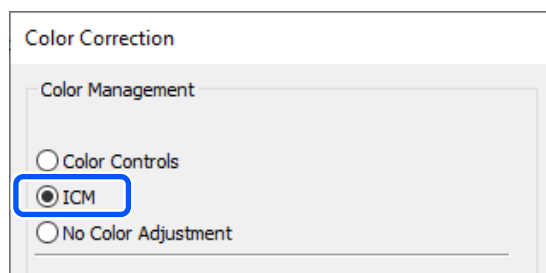 Color Correction
Color Management
Color Controls
ICM
No Color Adjustment